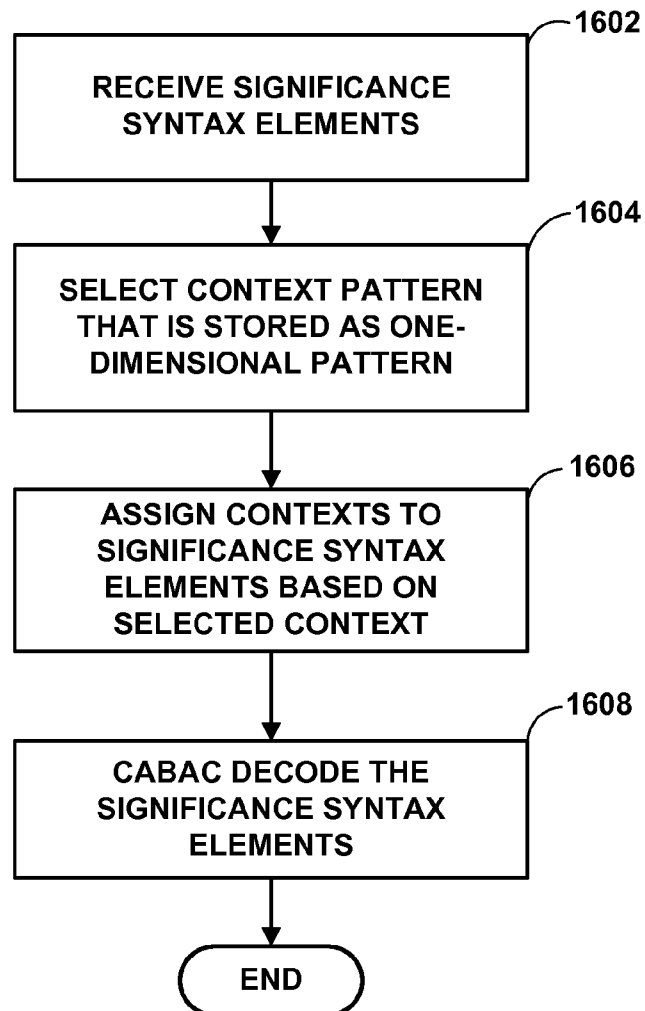 1602
RECEIVE SIGNIFICANCE
SYNTAX ELEMENTS
1604
SELECT CONTEXT PATTERN
THAT IS STORED AS ONE-
DIMENSIONAL PATTERN
1606
ASSIGN CONTEXTS TO
SIGNIFICANCE SYNTAX
ELEMENTS BASED ON
SELECTED CONTEXT
1608
CABAC DECODE THE
SIGNIFICANCE SYNTAX
ELEMENTS
END